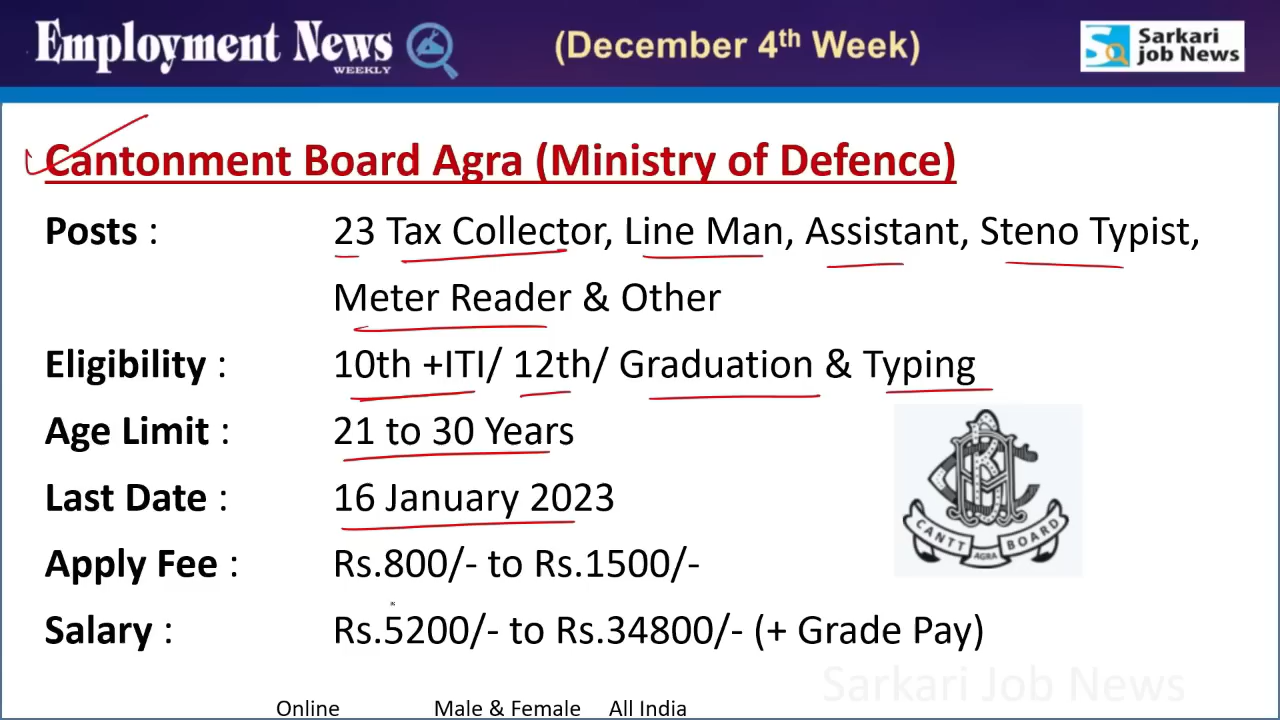 Employment News
WEEKLY
(December 4th Week)
Sarkari
Job News
Cantonment Board Agra (Ministry of Defence)
Posts : 23 Tax Collector, Line Man, Assistant, Steno Typist,
Meter Reader & Other
Eligibility : 10th +ITI/ 12th/ Graduation & Typing
Age Limit : 21 to 30 Years
Last Date : 16 January 2023
CANTT AGRA BOARD
Apply Fee : Rs.800/- to Rs.1500/-
Salary : Rs.5200/- to Rs.34800/- (+ Grade Pay)
Sarkari Job News
Online Male & Female All India